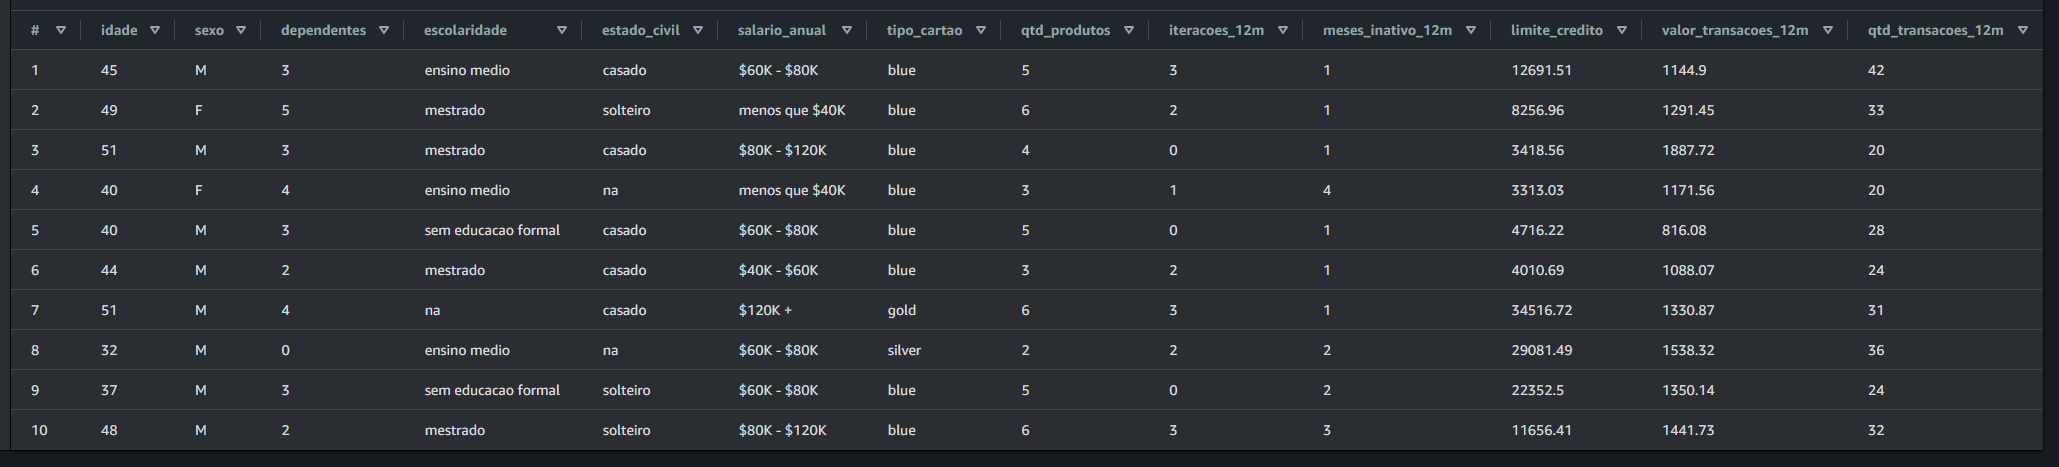 # idade sexo dependentes escolaridade estado_civil salario_anual tipo_cartao qtd_produtos iteracoes_12m meses_inativo_12m limite_credito valor_transacoes_12m qtd_transacoes_12m
1 45 M 3 ensino medio casado $60K - $80K blue 5 3 1 12691.51 1144.9 42
2 49 F 5 mestrado solteiro menos que $40K blue 6 2 1 8256.96 1291.45 33
3 51 M 3 mestrado casado $80K - $120K blue 4 0 1 3418.56 1887.72 20
4 40 F 4 ensino medio na menos que $40K blue 3 1 4 3313.03 1171.56 20
5 40 M 3 sem educacao formal casado $60K - $80K blue 5 0 1 4716.22 816.08 28
6 44 M 2 mestrado casado $40K - $60K blue 3 2 1 4010.69 1088.07 24
7 51 M 4 na casado $120K + gold 6 3 1 34516.72 1330.87 31
8 32 M 0 ensino medio na $60K - $80K silver 2 2 2 29081.49 1538.32 36
9 37 M 3 sem educacao formal solteiro $60K - $80K blue 5 0 2 22352.5 1350.14 24
10 48 M 2 mestrado solteiro $80K - $120K blue 6 3 3 11656.41 1441.73 32